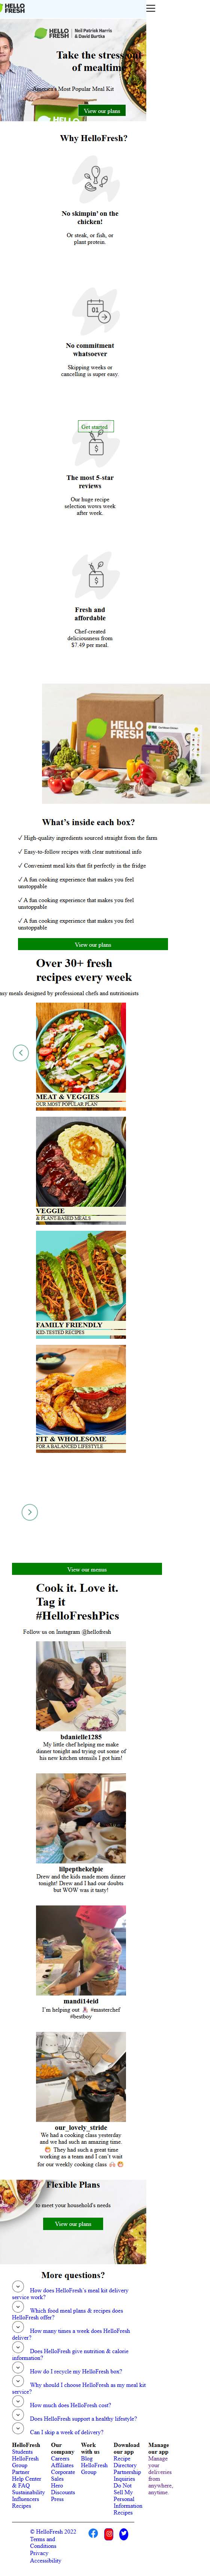 HELLO
FRESH
HELLO
FRESH
Neil Patrick Harris
& David Burtka
Take the stress out
of mealtime
America's Most Popular Meal Kit
View our plans
Why HelloFresh?
No skimpin' on the
chicken!
Or steak, or fish, or
plant protein.
01
No commitment
whatsoever
Skipping weeks or
cancelling is super easy.
Get started
The most 5-star
reviews
Our huge recipe
selection wows week
after week.
Fresh and
affordable
Chef-created
deliciousness from
$7.49 per meal.
HELLO
FRESH
What's inside each box?
✓ High-quality ingredients sourced straight from the farm
✓ Easy-to-follow recipes with clear nutritional info
✓ Convenient meal kits that fit perfectly in the fridge
✓ A fun cooking experience that makes you feel
unstoppable
✓ A fun cooking experience that makes you feel
unstoppable
✓ A fun cooking experience that makes you feel
unstoppable
View our plans
Over 30+ fresh
recipes every week
meals designed by professional chefs and nutritionists
MEAT & VEGGIES
OUR MOST POPULAR PLAN
VEGGIE
& PLANT-BASED MEALS
FAMILY FRIENDLY
KID-TESTED RECIPES
FIT & WHOLESOME
FOR A BALANCED LIFESTYLE
View our menus
Cook it. Love it.
Tag it
#HelloFreshPics
Follow us on Instagram @hellofresh
bdanielle1285
My little chef helping me make
dinner tonight and trying out some of
his new kitchen utensils I got him!
lilpepthekelpie
Drew and the kids made mom dinner
tonight! Drew and I had our doubts
but WOW was it tasty!
mandi14eid
I'm helping out #masterchef
#bestboy
our_lovely_stride
We had a cooking class yesterday
and we had such an amazing time.
They had such a great time
working as a team and I can't wait
for our weekly cooking class
Flexible Plans
to meet your household's needs
View our plans
More questions?
How does HelloFresh's meal kit delivery
service work?
Which food meal plans & recipes does
HelloFresh offer?
How many times a week does HelloFresh
deliver?
Does HelloFresh give nutrition & calorie
information?
How do I recycle my HelloFresh box?
Why should I choose HelloFresh as my meal kit
service?
How much does HelloFresh cost?
Does HelloFresh support a healthy lifestyle?
Can I skip a week of delivery?
HelloFresh
Students
HelloFresh
Group
Partner
Help Center
& FAQ
Sustainability
Influencers
Recipes
Our
company
Careers
Affiliates
Corporate
Sales
Hero
Discounts
Press
Work
with us
Blog
HelloFresh
Group
Download
our app
Recipe
Directory
Partnership
Inquiries
Do Not
Sell My
Personal
Information
Recipes
Manage
our app
Manage
your
deliveries
from
anywhere,
anytime.
© HelloFresh 2022
Terms and
Conditions
Privacy
Accessibility